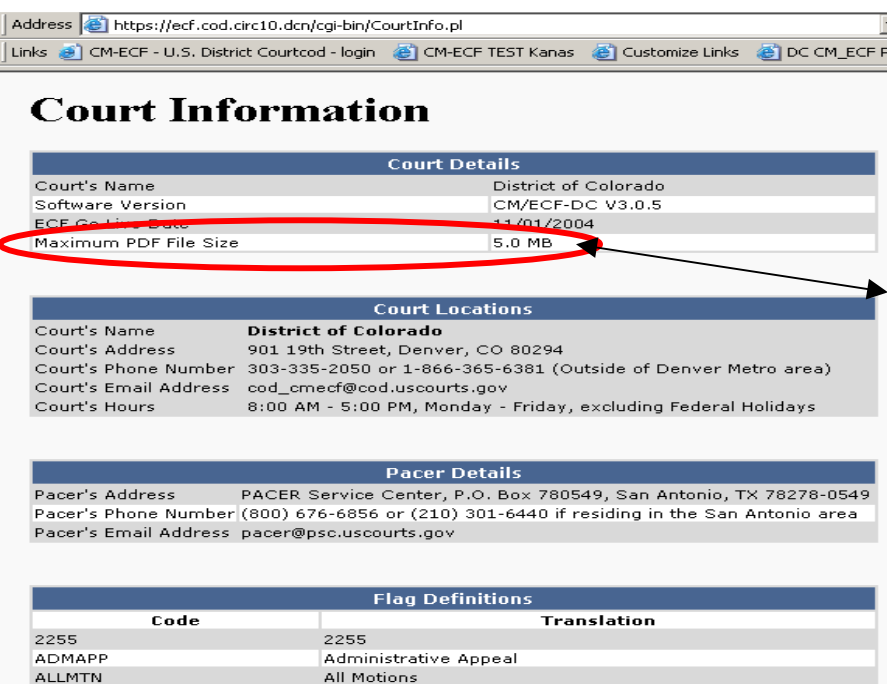 Address https://ecf.cod.circ10.dcn/cgi-bin/CourtInfo.pl
Links CM-ECF - U.S. District Courtcod - login CM-ECF TEST Kanas Customize Links DC CM_ECF
Court Information
Court Details
Court's Name District of Colorado
Software Version CM/ECF-DC V3.0.5
ECF Go Live Date 11/01/2004
Maximum PDF File Size 5.0 MB
Court Locations
Court's Name District of Colorado
Court's Address 901 19th Street, Denver, CO 80294
Court's Phone Number 303-335-2050 or 1-866-365-6381 (Outside of Denver Metro area)
Court's Email Address cod_cmecf@cod.uscourts.gov
Court's Hours 8:00 AM - 5:00 PM, Monday - Friday, excluding Federal Holidays
Pacer Details
Pacer's Address PACER Service Center, P.O. Box 780549, San Antonio, TX 78278-0549
Pacer's Phone Number (800) 676-6856 or (210) 301-6440 if residing in the San Antonio area
Pacer's Email Address pacer@psc.uscourts.gov
Flag Definitions
Code Translation
2255 2255
ADMAPP Administrative Appeal
ALLMTN All Motions